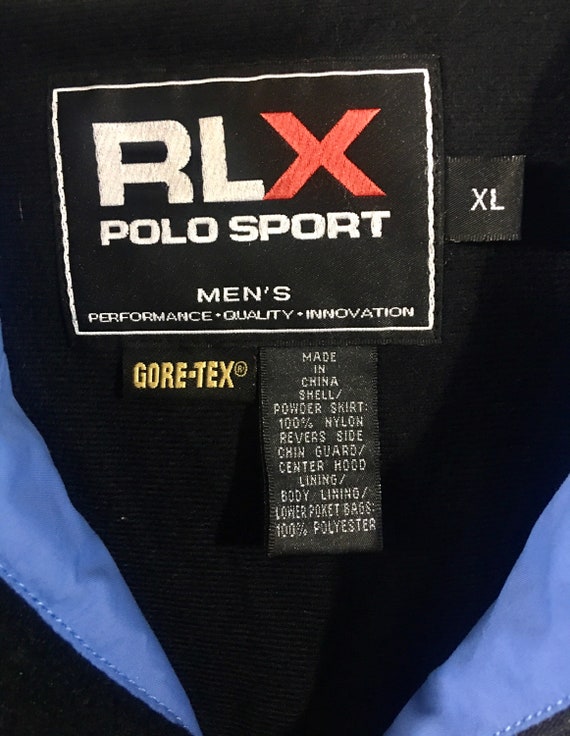 RLX
POLO SPORT
XL
MEN'S
PERFORMANCE • QUALITY • INNOVATION
GORE-TEX®
MADE
IN
CHINA
SHELL/
POWDER SKIRT:
100% NYLON
REVERS SIDE
CHIN GUARD/
CENTER HOOD
LINING/
BODY LINING/
LOWER POKET BAGS:
100% POLYESTER